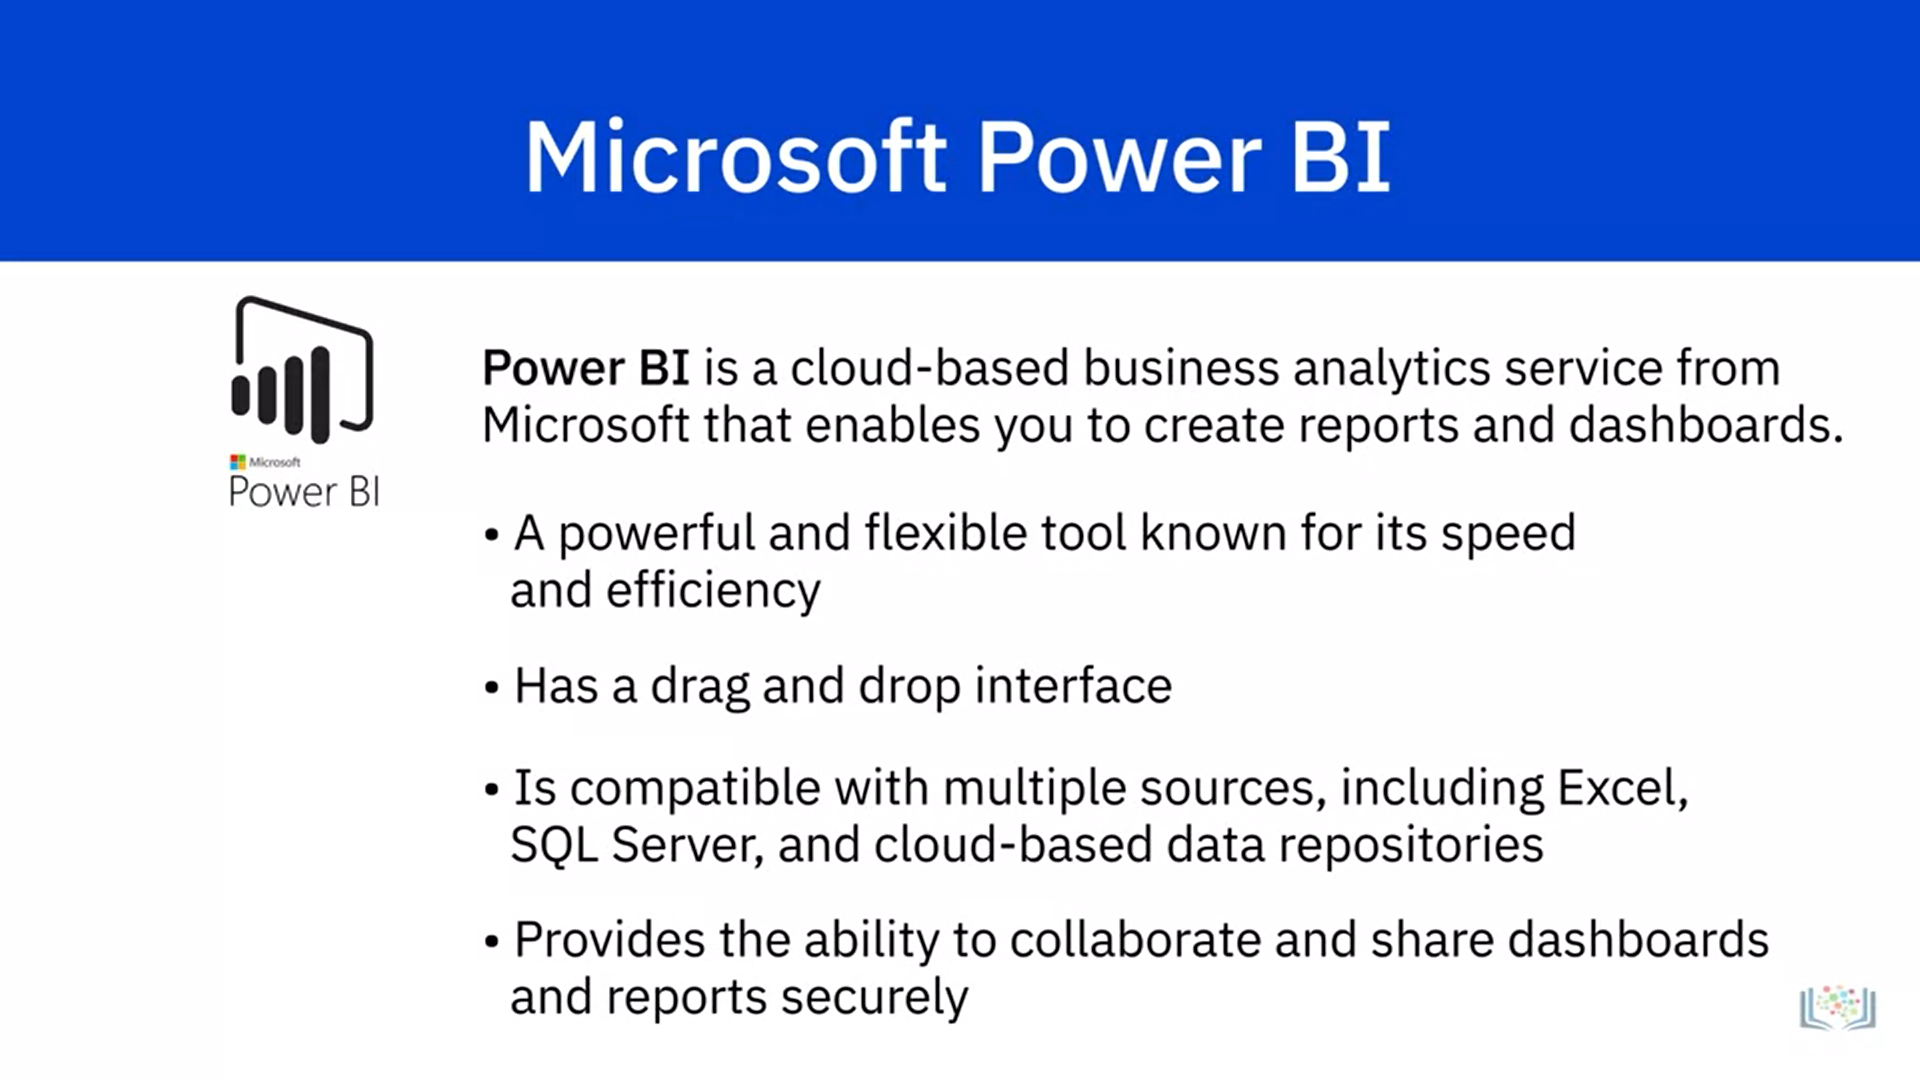 Microsoft Power BI
Microsoft
Power BI
Power BI is a cloud-based business analytics service from
Microsoft that enables you to create reports and dashboards.
• A powerful and flexible tool known for its speed
and efficiency
• Has a drag and drop interface
• Is compatible with multiple sources, including Excel,
SQL Server, and cloud-based data repositories
• Provides the ability to collaborate and share dashboards
and reports securely